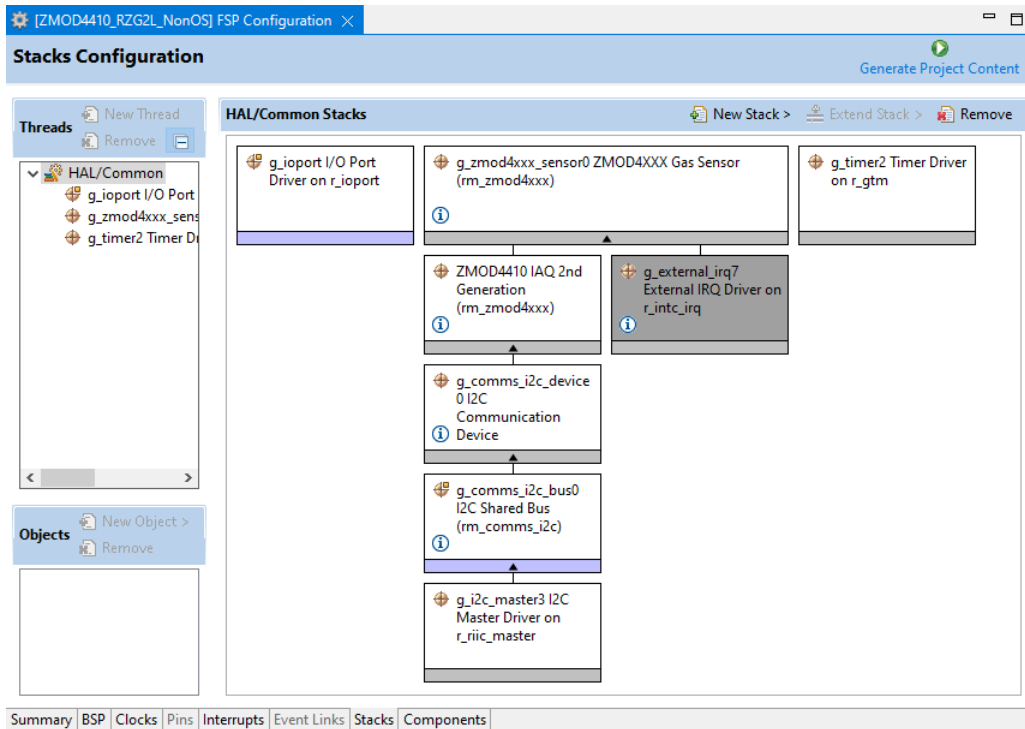 [ZMOD4410_RZG2L_NonOS] FSP Configuration
Stacks Configuration
Generate Project Content
Threads
New Thread
Remove
HAL/Common
g_ioport I/O Port
g_zmod4xxx_sens
g_timer2 Timer Dr
Objects
New Object >
Remove
HAL/Common Stacks
New Stack >
Extend Stack >
Remove
g_ioport I/O Port
Driver on r_ioport
g_zmod4xxx_sensor0 ZMOD4XXX Gas Sensor
(rm_zmod4xxx)
g_timer2 Timer Driver
on r_gtm
ZMOD4410 IAQ 2nd
Generation
(rm_zmod4xxx)
g_external_irq7
External IRQ Driver on
r_intc_irq
g_comms_i2c_device
0 I2C
Communication
Device
g_comms_i2c_bus0
I2C Shared Bus
(rm_comms_i2c)
g_i2c_master3 I2C
Master Driver on
r_riic_master
Summary
BSP
Clocks
Pins
Interrupts
Event Links
Stacks
Components